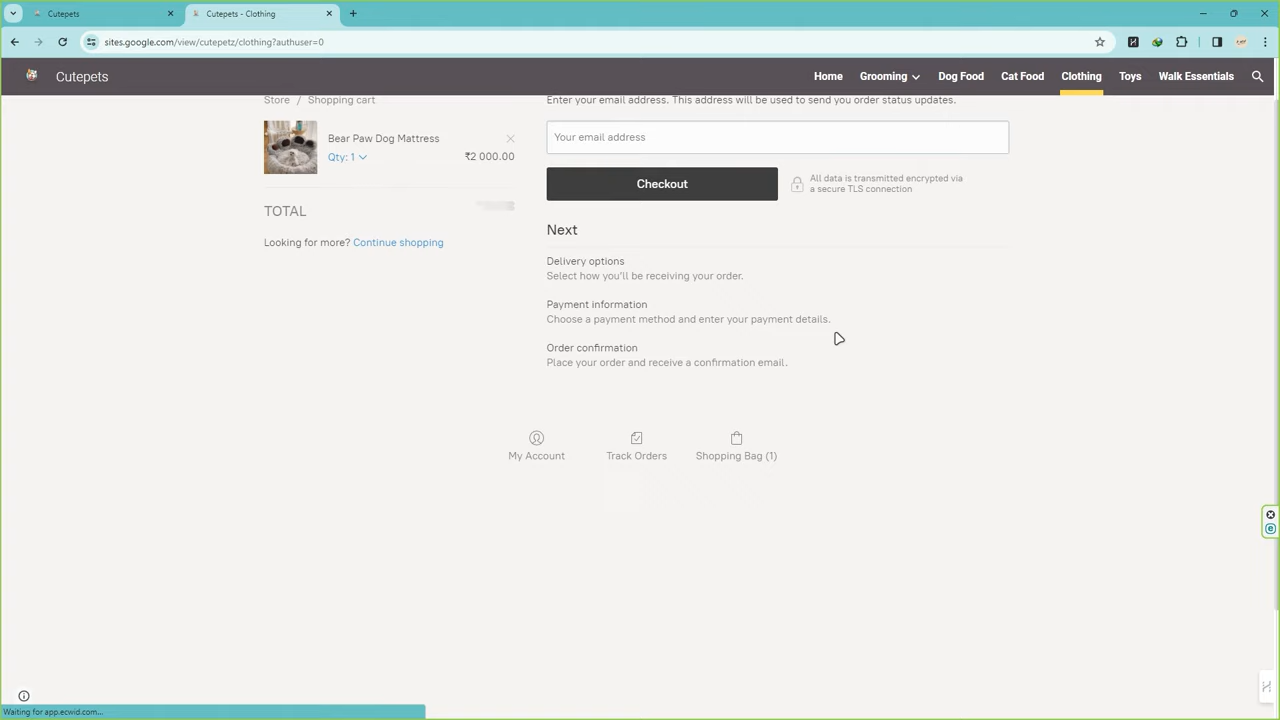 Cutepets
Cutepets - Clothing
sites.google.com/view/cutepetz/clothing?authuser=0
Cutepets
Home
Grooming
Dog Food
Cat Food
Clothing
Toys
Walk Essentials
Store / Shopping cart
Bear Paw Dog Mattress
Qty: 1
₹2 000.00
TOTAL
Looking for more? Continue shopping
Enter your email address. This address will be used to send you order status updates.
Your email address
Checkout
All data is transmitted encrypted via
a secure TLS connection
Next
Delivery options
Select how you'll be receiving your order.
Payment information
Choose a payment method and enter your payment details.
Order confirmation
Place your order and receive a confirmation email.
My Account
Track Orders
Shopping Bag (1)
Waiting for app.ecwid.com...